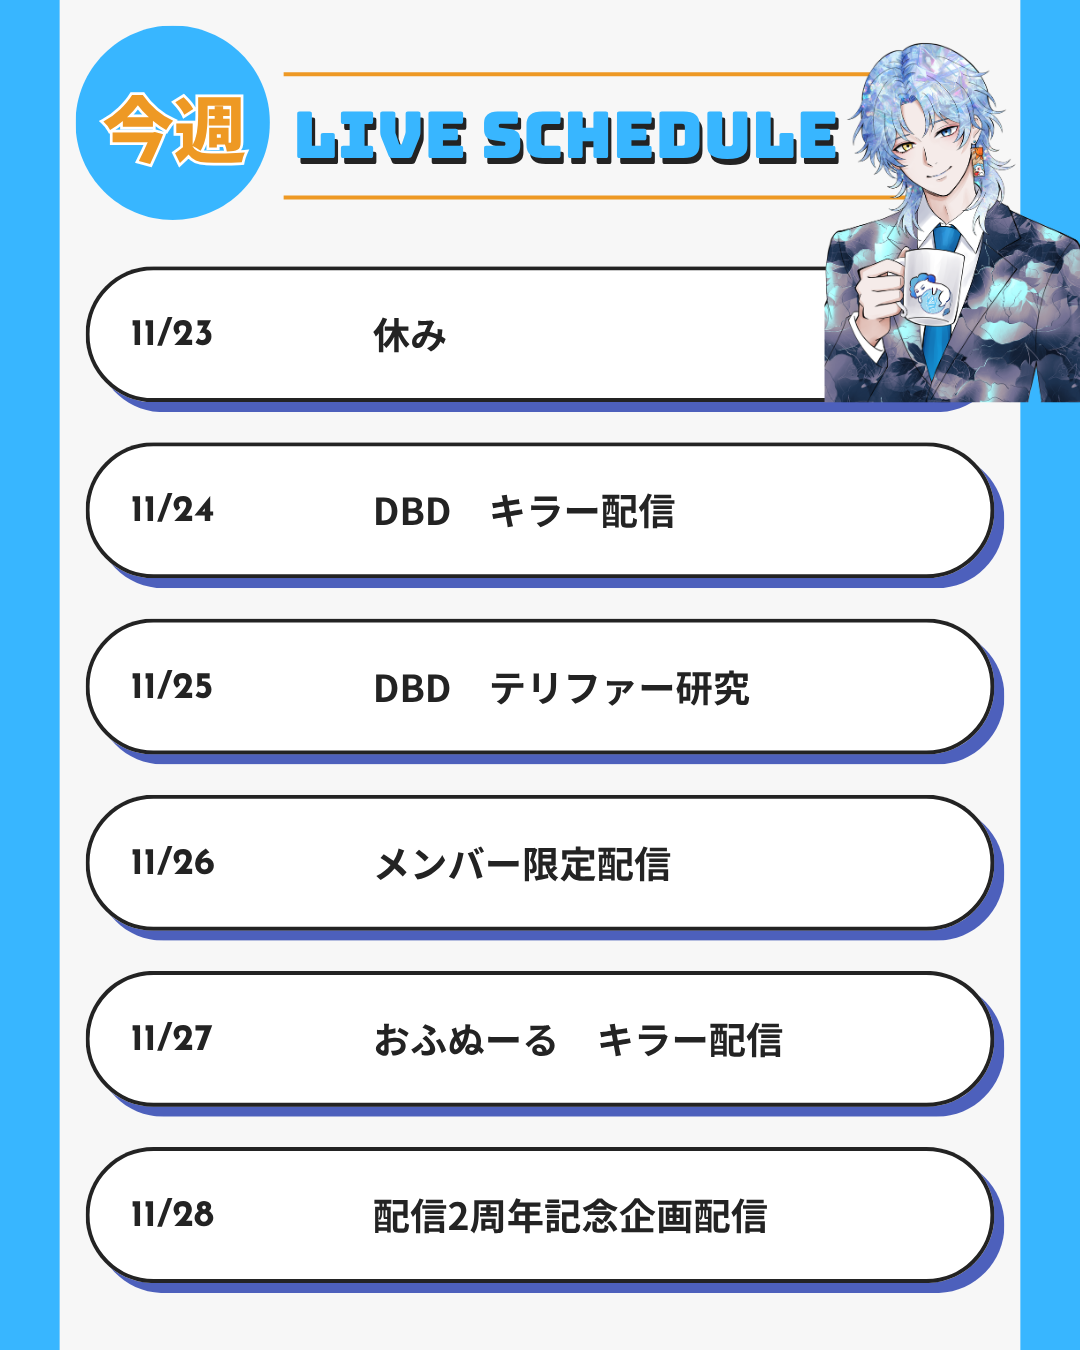 今週
LIVE SCHEDULE
11/23 休み
11/24 DBD　キラー配信
11/25 DBD　テリファー研究
11/26 メンバー限定配信
11/27 おふぬーる　キラー配信
11/28 配信2周年記念企画配信